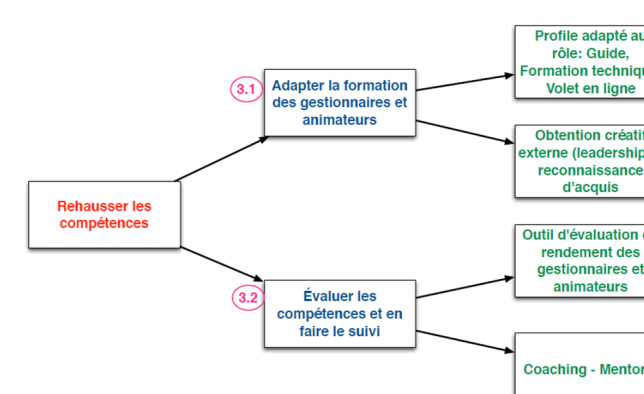 Rehausser les
compétences
3.1
Adapter la formation
des gestionnaires et
animateurs
3.2
Évaluer les
compétences et en
faire le suivi
Profile adapté au
rôle: Guide,
Formation techniqu
Volet en ligne
Obtention créatif
externe (leadership
reconnaissance
d'acquis
Outil d'évaluation
rendement des
gestionnaires et
animateurs
Coaching - Mentor